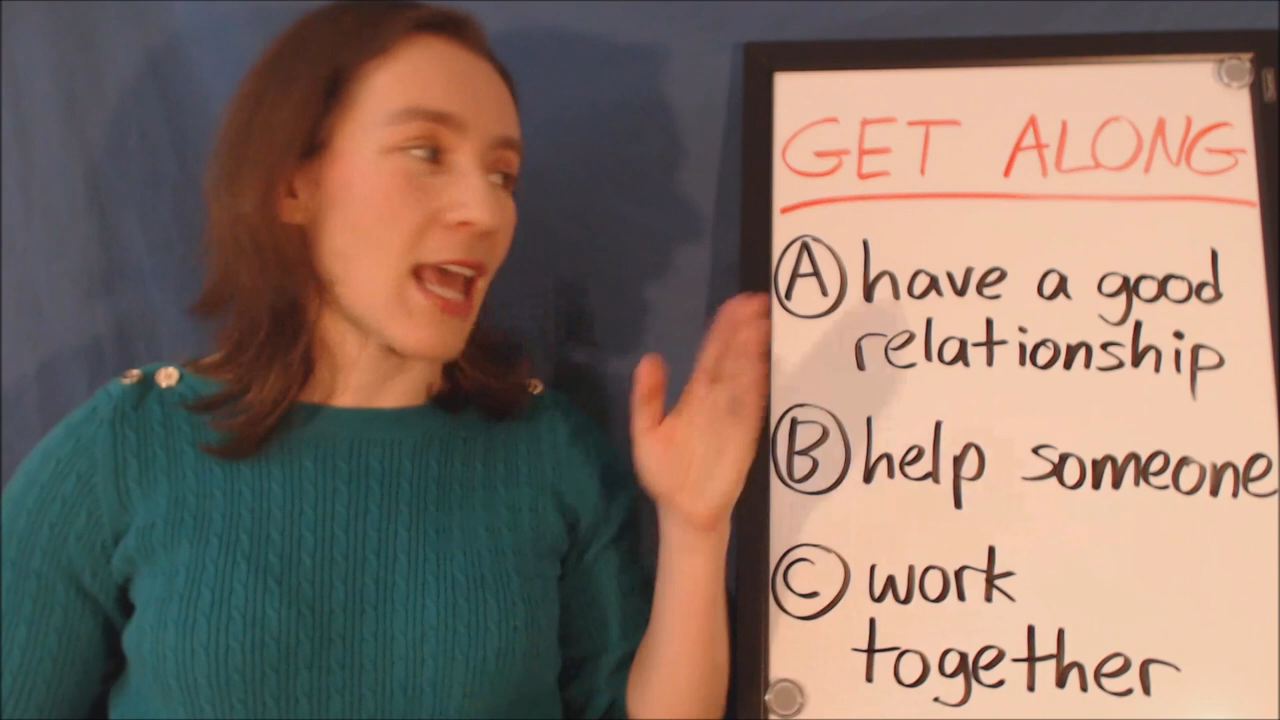 GET ALONG
A have a good
relationship
B help someone
C work
together